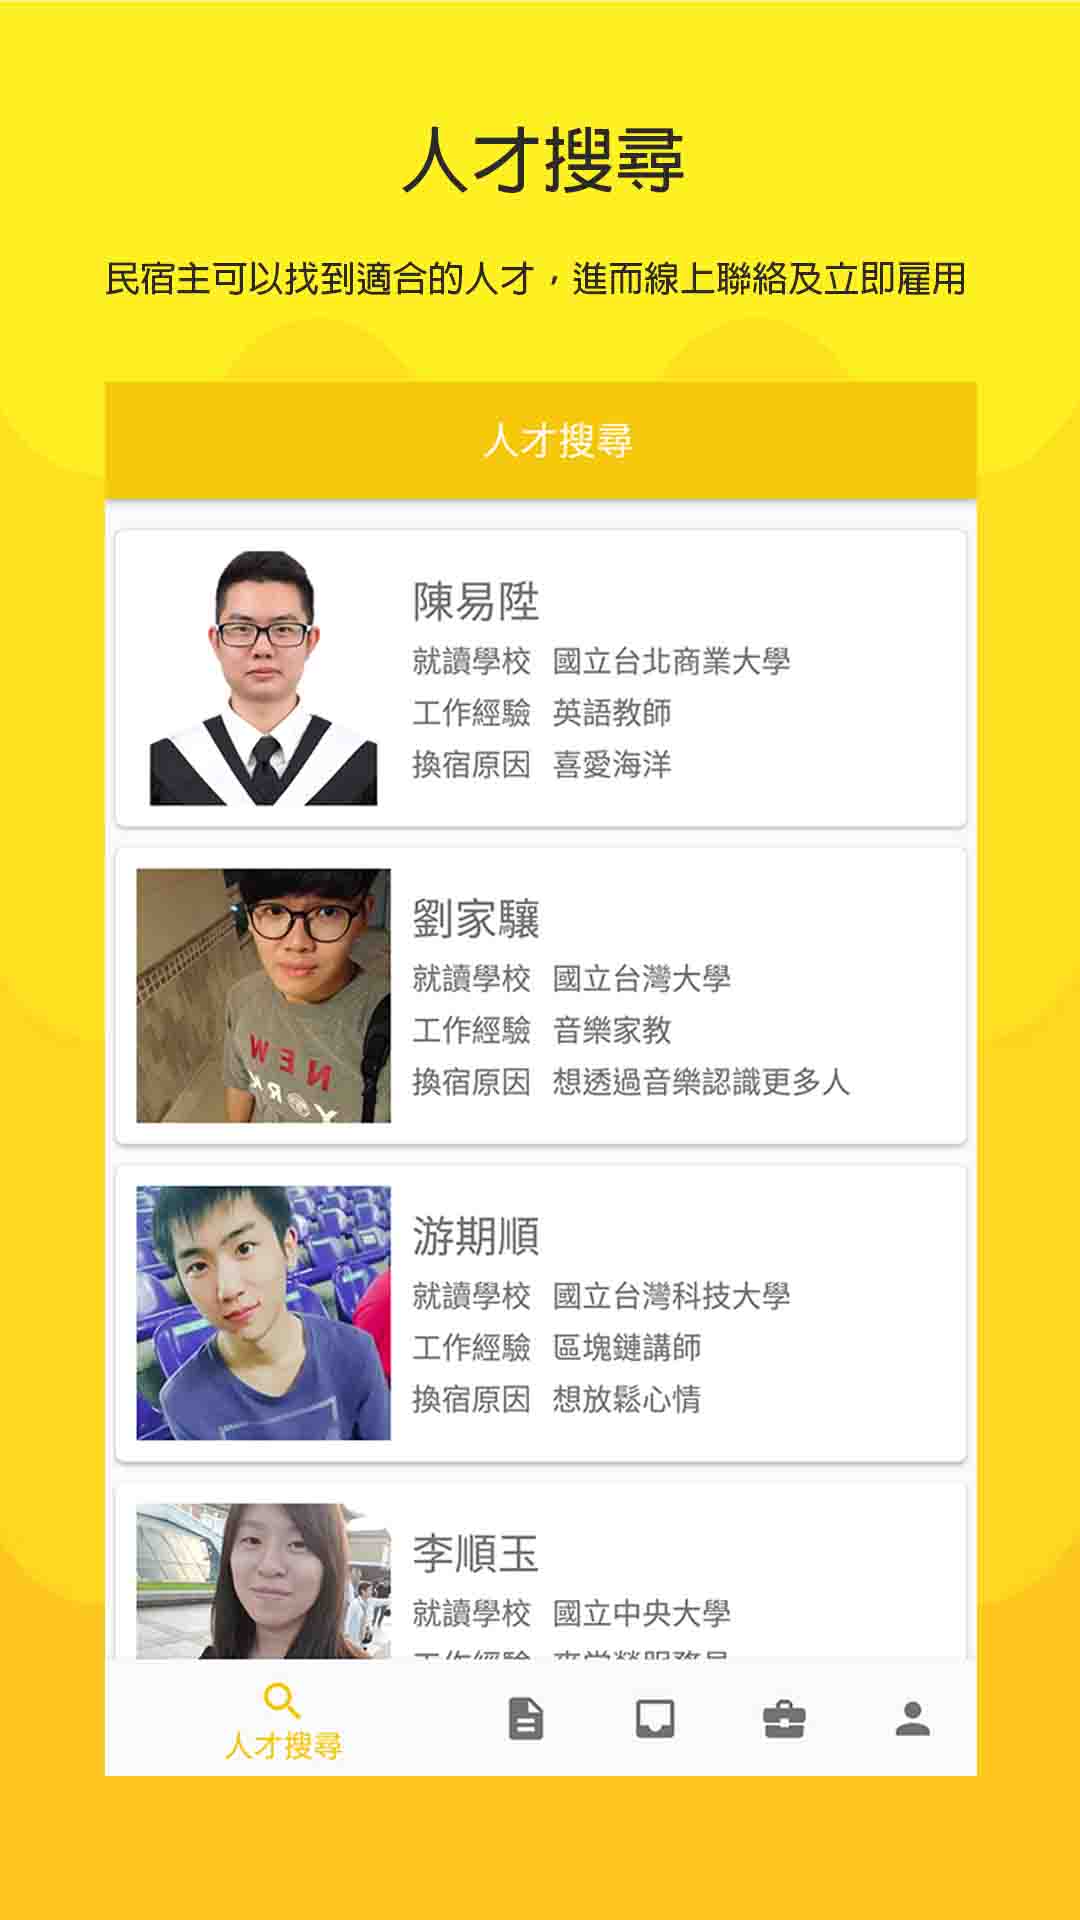 人才搜尋
民宿主可以找到適合的人才，進而線上聯絡及立即雇用
人才搜尋
陳易陞
就讀學校 國立台北商業大學
工作經驗 英語教師
換宿原因 喜愛海洋
劉家驤
就讀學校 國立台灣大學
工作經驗 音樂家教
換宿原因 想透過音樂認識更多人
NEW
YORK
游期順
就讀學校 國立台灣科技大學
工作經驗 區塊鏈講師
換宿原因 想放鬆心情
李順玉
就讀學校 國立中央大學
工作經驗
人才搜尋